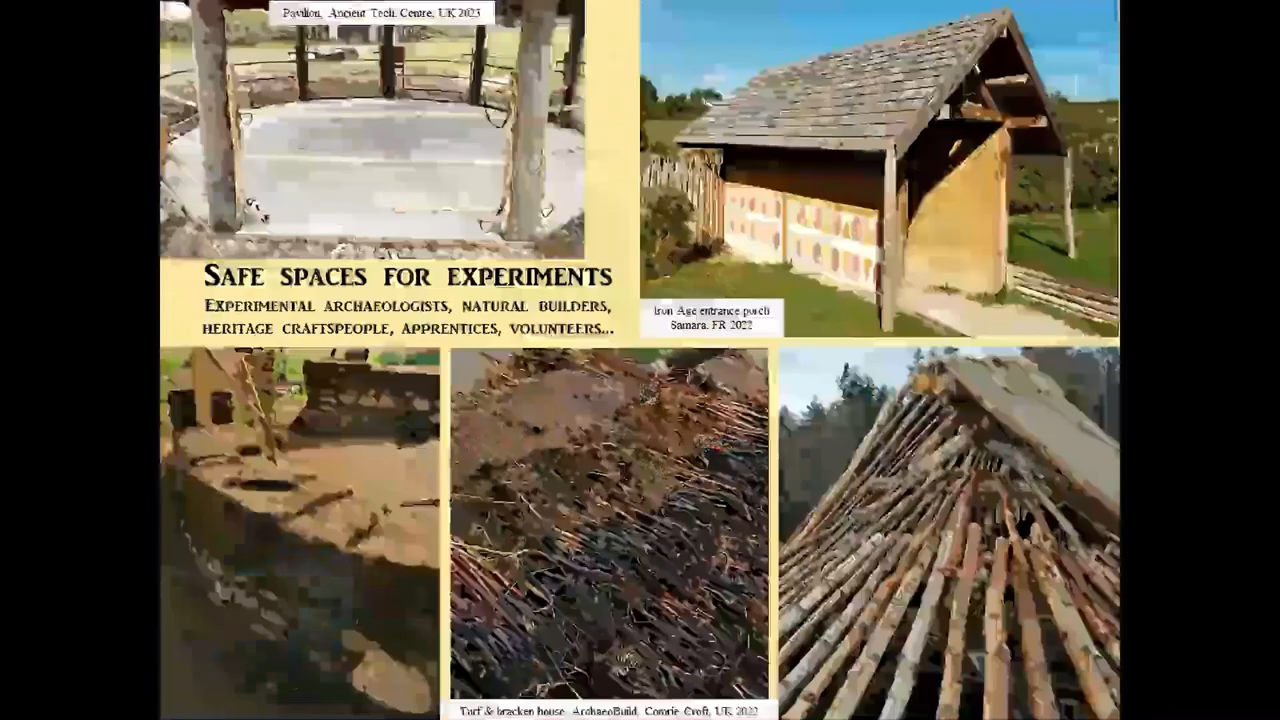 Pavilion, Ancient Tech. Centre, UK 2023
SAFE SPACES FOR EXPERIMENTS
EXPERIMENTAL ARCHAEOLOGISTS, NATURAL BUILDERS,
HERITAGE CRAFTSPEOPLE, APPRENTICES, VOLUNTEERS...
Iron Age entrance porch
Samara, FR 2022
Turf & bracken house, ArchaeoBuild, Comrie Croft, UK 2022